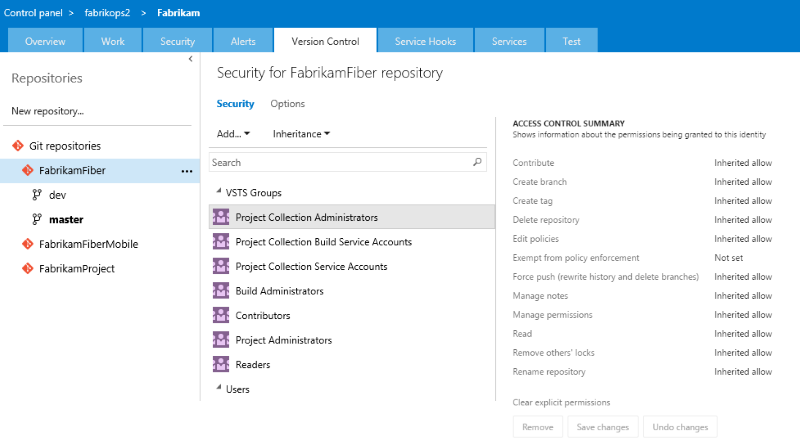 Control panel > fabrikops2 > Fabrikam
Overview Work Security Alerts Version Control Service Hooks Services Test
Repositories
New repository...
Git repositories
FabrikamFiber ...
dev
master
FabrikamFiberMobile
FabrikamProject
Security for FabrikamFiber repository
Security Options
Add... Inheritance
Search
VSTS Groups
Project Collection Administrators
Project Collection Build Service Accounts
Project Collection Service Accounts
Build Administrators
Contributors
Project Administrators
Readers
Users
ACCESS CONTROL SUMMARY
Shows information about the permissions being granted to this identity
Contribute Inherited allow
Create branch Inherited allow
Create tag Inherited allow
Delete repository Inherited allow
Edit policies Inherited allow
Exempt from policy enforcement Not set
Force push (rewrite history and delete branches) Inherited allow
Manage notes Inherited allow
Manage permissions Inherited allow
Read Inherited allow
Remove others' locks Inherited allow
Rename repository Inherited allow
Clear explicit permissions
Remove Save changes Undo changes